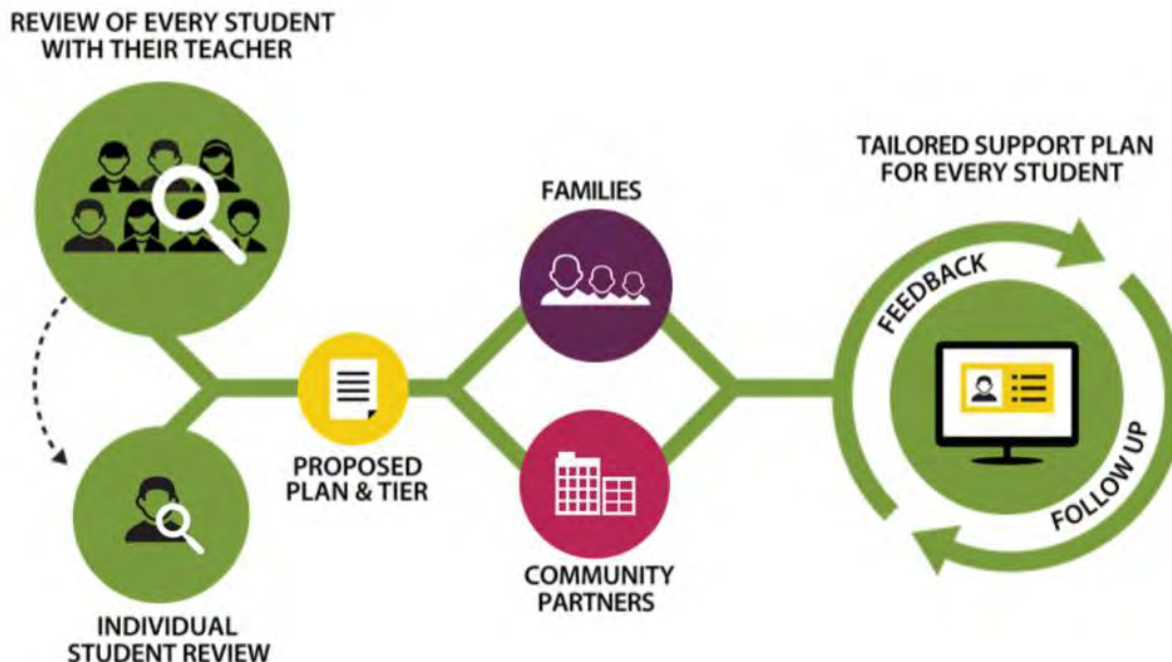 REVIEW OF EVERY STUDENT
WITH THEIR TEACHER
INDIVIDUAL
STUDENT REVIEW
PROPOSED
PLAN & TIER
FAMILIES
COMMUNITY
PARTNERS
TAILORED SUPPORT PLAN
FOR EVERY STUDENT
FEEDBACK
FOLLOW UP